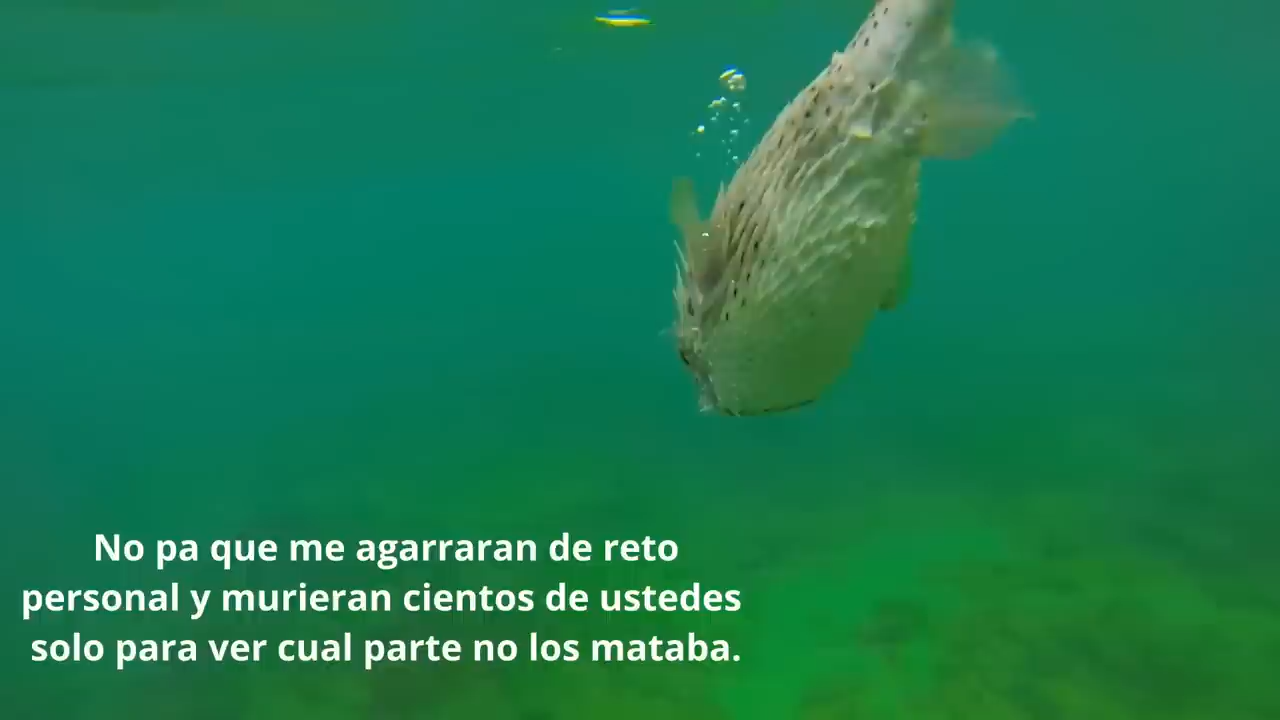 No pa que me agarraran de reto
personal y murieran cientos de ustedes
solo para ver cual parte no los mataba.